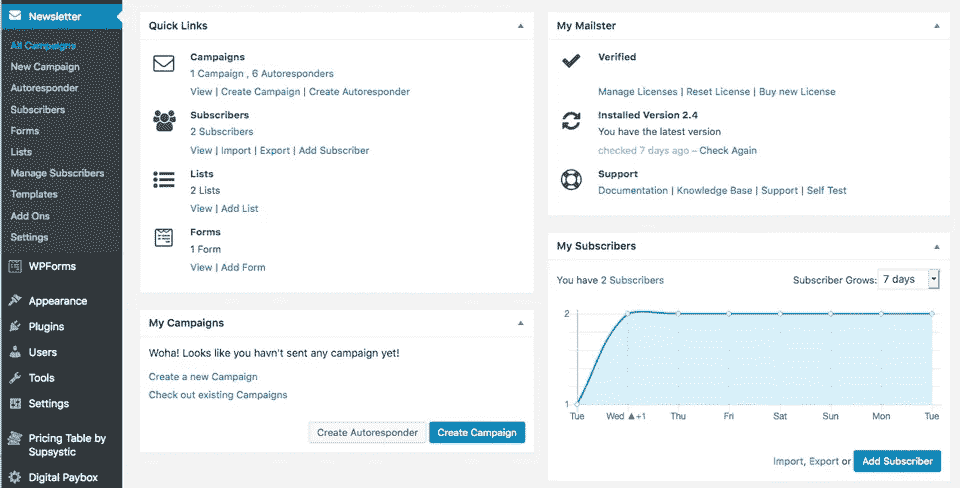 Newsletter
All Campaigns
New Campaign
Autoresponder
Subscribers
Forms
Lists
Manage Subscribers
Templates
Add Ons
Settings
WPForms
Appearance
Plugins
Users
Tools
Settings
Pricing Table by
Supsystic
Digital Paybox
Quick Links
Campaigns
1 Campaign , 6 Autoresponders
View | Create Campaign | Create Autoresponder
Subscribers
2 Subscribers
View | Import | Export | Add Subscriber
Lists
2 Lists
View | Add List
Forms
1 Form
View | Add Form
My Campaigns
Woha! Looks like you havn't sent any campaign yet!
Create a new Campaign
Check out existing Campaigns
Create Autoresponder Create Campaign
My Mailster
Verified
Manage Licenses | Reset License | Buy new License
Installed Version 2.4
You have the latest version
checked 7 days ago – Check Again
Support
Documentation | Knowledge Base | Support | Self Test
My Subscribers
You have 2 Subscribers Subscriber Grows: 7 days
2
1
Tue Wed ▲+1 Thu Fri Sat Sun Mon Tue
Import, Export or Add Subscriber